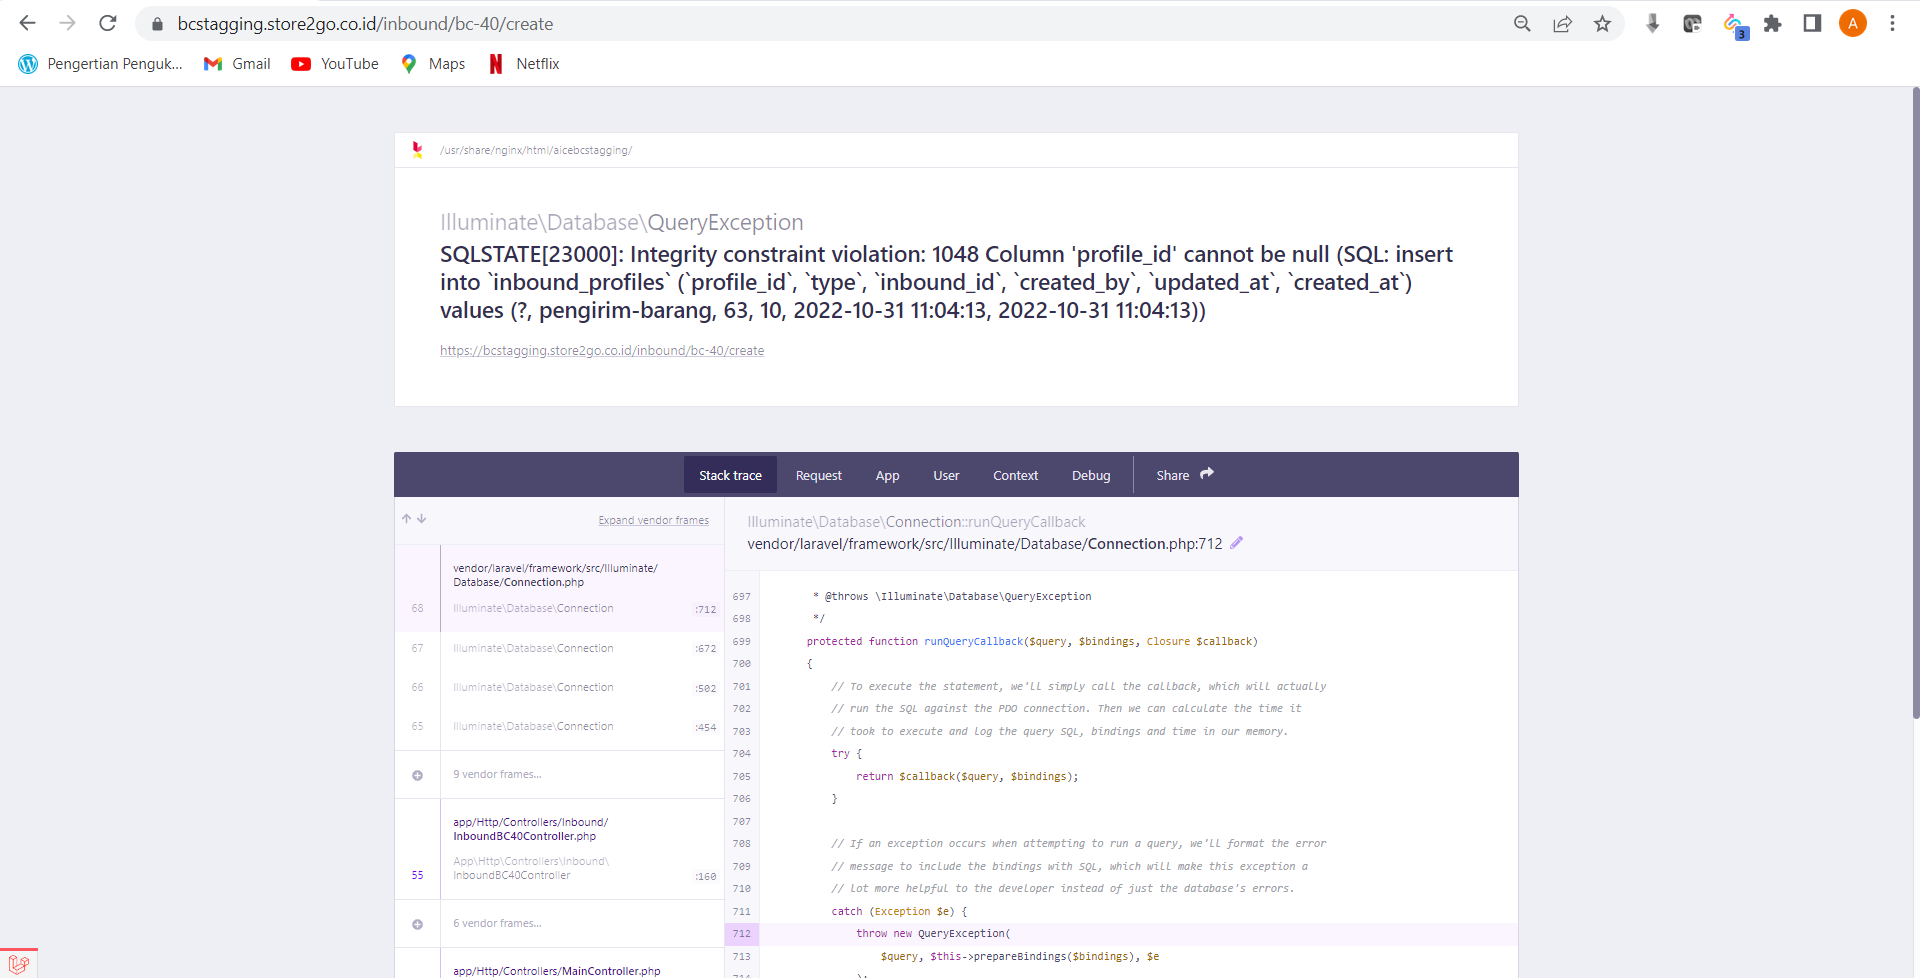 bcstagging.store2go.co.id/inbound/bc-40/create
3
A
Pengertian Penguk...
Gmail
YouTube
Maps
Netflix
/usr/share/nginx/html/aicebcstagging/
Illuminate\Database\QueryException
SQLSTATE[23000]: Integrity constraint violation: 1048 Column 'profile_id' cannot be null (SQL: insert
into `inbound_profiles` (`profile_id`, `type`, `inbound_id`, `created_by`, `updated_at`, `created_at`)
values (?, pengirim-barang, 63, 10, 2022-10-31 11:04:13, 2022-10-31 11:04:13))
https://bcstagging.store2go.co.id/inbound/bc-40/create
Stack trace
Request
App
User
Context
Debug
Share
Expand vendor frames
vendor/laravel/framework/src/Illuminate/
Database/Connection.php
68 Illuminate\Database\Connection :712
67 Illuminate\Database\Connection :672
66 Illuminate\Database\Connection :502
65 Illuminate\Database\Connection :454
9 vendor frames...
app/Http/Controllers/Inbound/
InboundBC40Controller.php
App\Http\Controllers\Inbound\
55 InboundBC40Controller :160
6 vendor frames...
app/Http/Controllers/MainController.php
Illuminate\Database\Connection::runQueryCallback
vendor/laravel/framework/src/Illuminate/Database/Connection.php:712
697 * @throws \Illuminate\Database\QueryException
698 */
699 protected function runQueryCallback($query, $bindings, Closure $callback)
700 {
701 // To execute the statement, we'll simply call the callback, which will actually
702 // run the SQL against the PDO connection. Then we can calculate the time it
703 // took to execute and log the query SQL, bindings and time in our memory.
704 try {
705 return $callback($query, $bindings);
706 }
707
708 // If an exception occurs when attempting to run a query, we'll format the error
709 // message to include the bindings with SQL, which will make this exception a
710 // lot more helpful to the developer instead of just the database's errors.
711 catch (Exception $e) {
712 throw new QueryException(
713 $query, $this->prepareBindings($bindings), $e
714 );